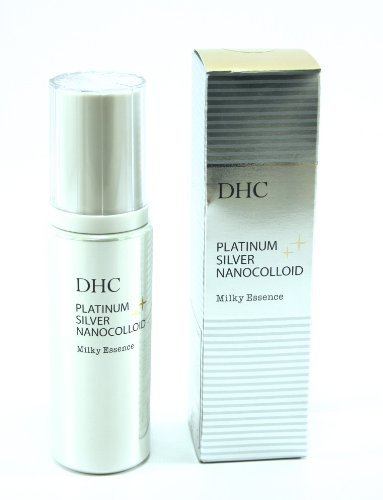 DHC
PLATINUM
SILVER
NANOCOLLOID
Milky Essence
DHC
PLATINUM
SILVER
NANOCOLLOID
Milky Essence